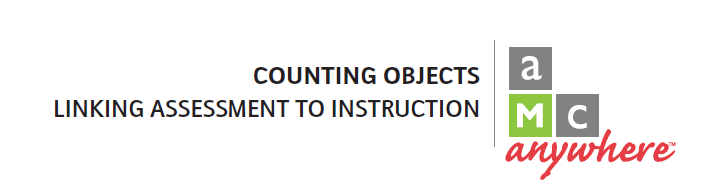 COUNTING OBJECTS
LINKING ASSESSMENT TO INSTRUCTION
a
M C
anywhere™